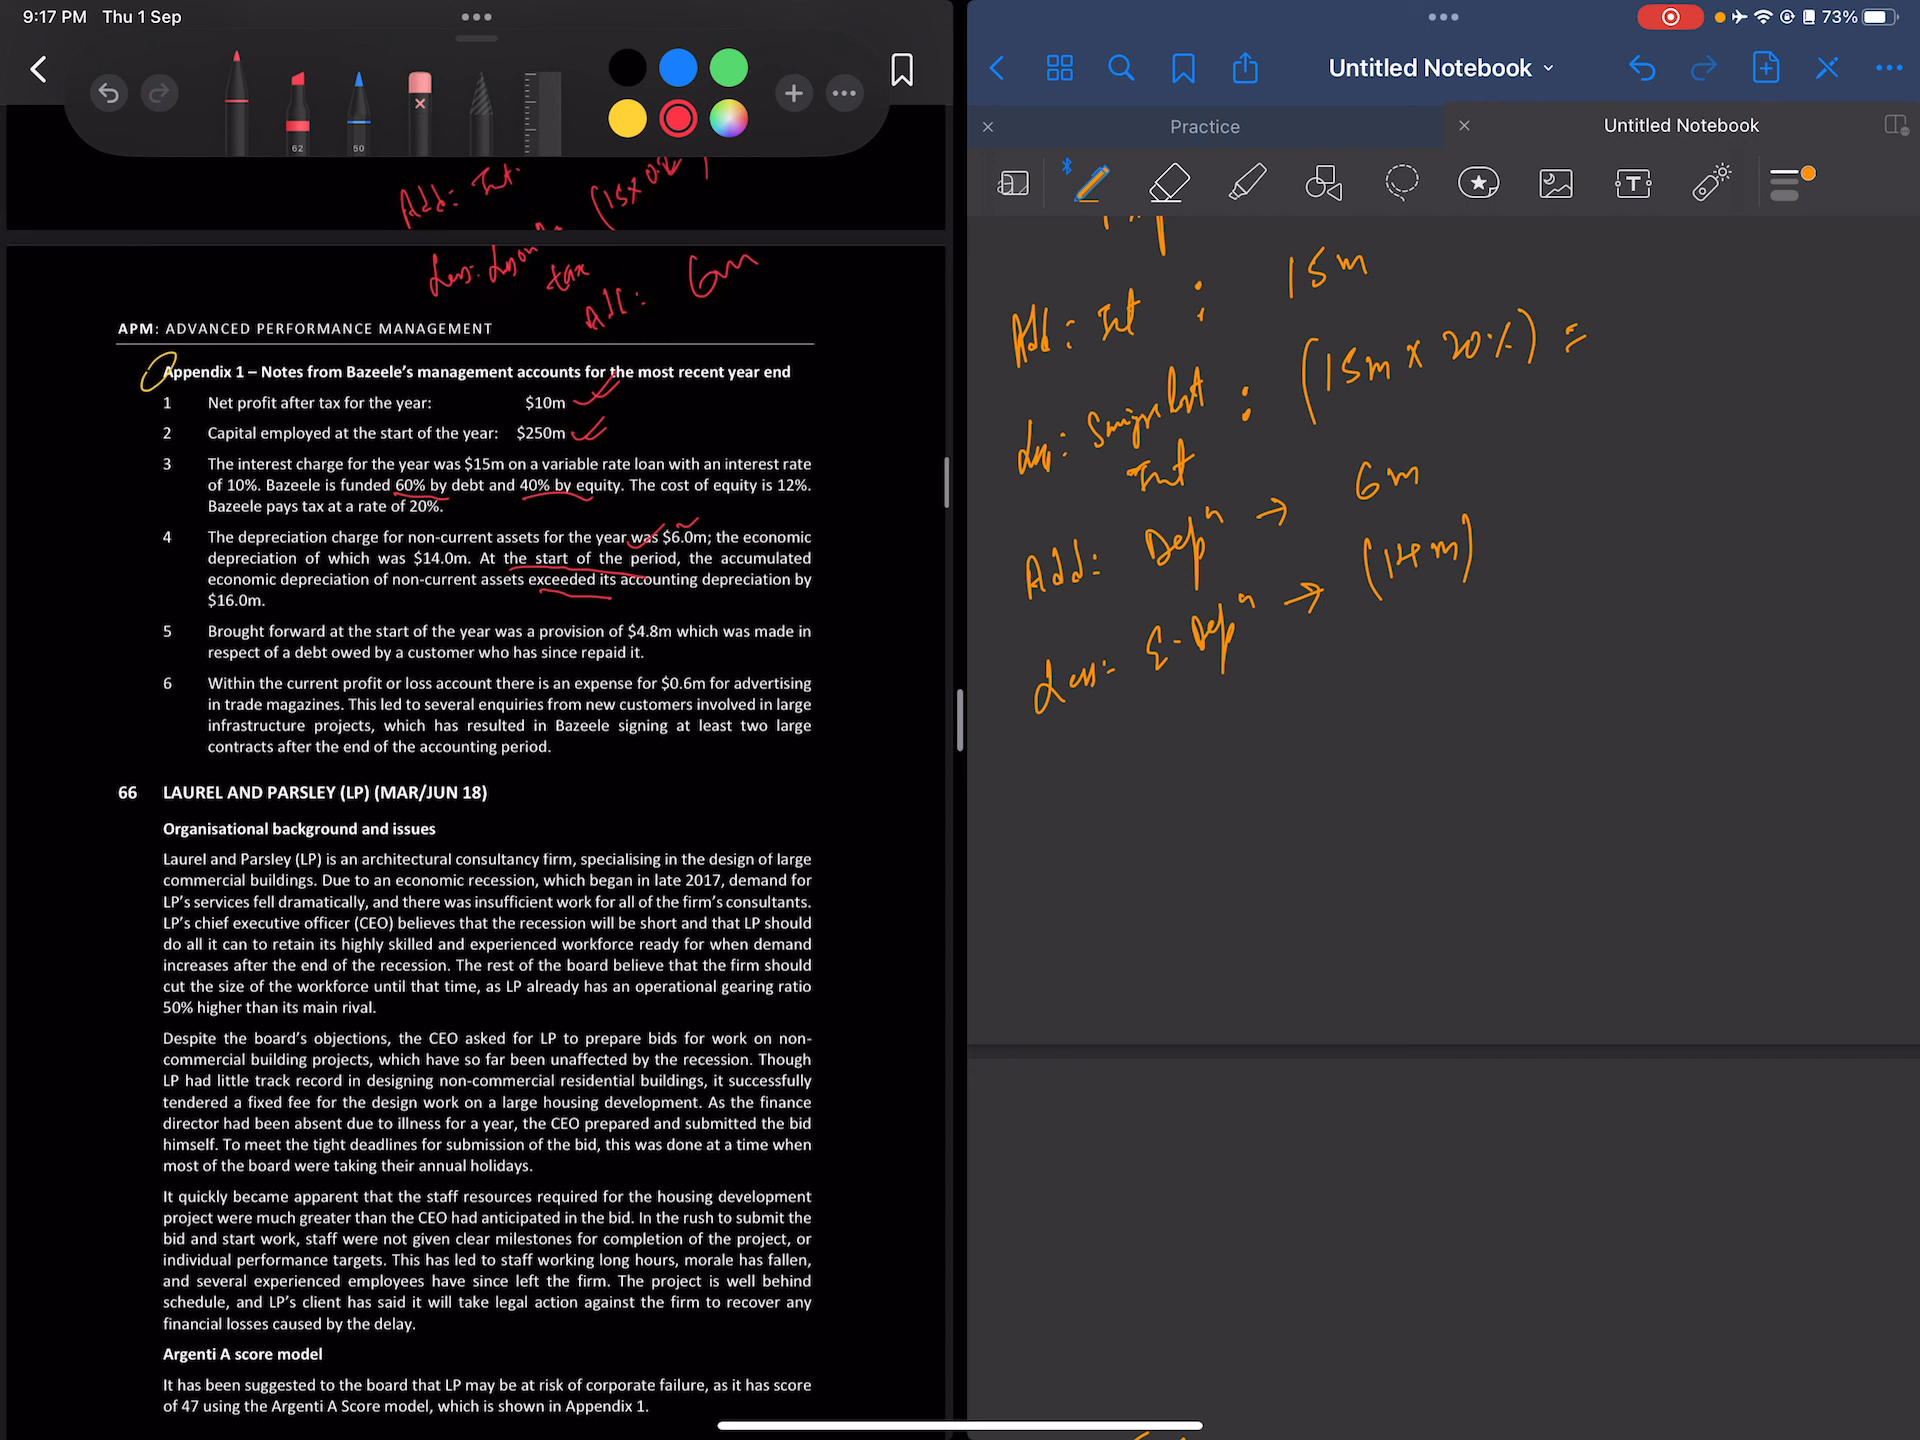 9:17 PM Thu 1 Sep
73%
62
50
Untitled Notebook
Practice
Untitled Notebook
Add: Int.
(15x
Less:
tax
Add: 6m
APM: ADVANCED PERFORMANCE MANAGEMENT
Appendix 1 – Notes from Bazeele's management accounts for the most recent year end
1 Net profit after tax for the year: $10m
2 Capital employed at the start of the year: $250m
3 The interest charge for the year was $15m on a variable rate loan with an interest rate
of 10%. Bazeele is funded 60% by debt and 40% by equity. The cost of equity is 12%.
Bazeele pays tax at a rate of 20%.
4 The depreciation charge for non-current assets for the year was $6.0m; the economic
depreciation of which was $14.0m. At the start of the period, the accumulated
economic depreciation of non-current assets exceeded its accounting depreciation by
$16.0m.
5 Brought forward at the start of the year was a provision of $4.8m which was made in
respect of a debt owed by a customer who has since repaid it.
6 Within the current profit or loss account there is an expense for $0.6m for advertising
in trade magazines. This led to several enquiries from new customers involved in large
infrastructure projects, which has resulted in Bazeele signing at least two large
contracts after the end of the accounting period.
66 LAUREL AND PARSLEY (LP) (MAR/JUN 18)
Organisational background and issues
Laurel and Parsley (LP) is an architectural consultancy firm, specialising in the design of large
commercial buildings. Due to an economic recession, which began in late 2017, demand for
LP's services fell dramatically, and there was insufficient work for all of the firm's consultants.
LP's chief executive officer (CEO) believes that the recession will be short and that LP should
do all it can to retain its highly skilled and experienced workforce ready for when demand
increases after the end of the recession. The rest of the board believe that the firm should
cut the size of the workforce until that time, as LP already has an operational gearing ratio
50% higher than its main rival.
Despite the board's objections, the CEO asked for LP to prepare bids for work on non-
commercial building projects, which have so far been unaffected by the recession. Though
LP had little track record in designing non-commercial residential buildings, it successfully
tendered a fixed fee for the design work on a large housing development. As the finance
director had been absent due to illness for a year, the CEO prepared and submitted the bid
himself. To meet the tight deadlines for submission of the bid, this was done at a time when
most of the board were taking their annual holidays.
It quickly became apparent that the staff resources required for the housing development
project were much greater than the CEO had anticipated in the bid. In the rush to submit the
bid and start work, staff were not given clear milestones for completion of the project, or
individual performance targets. This has led to staff working long hours, morale has fallen,
and several experienced employees have since left the firm. The project is well behind
schedule, and LP's client has said it will take legal action against the firm to recover any
financial losses caused by the delay.
Argenti A score model
It has been suggested to the board that LP may be at risk of corporate failure, as it has score
of 47 using the Argenti A Score model, which is shown in Appendix 1.
Add: Int : 15m
: (15m x 20%) =
Int
Add: Depn → 6m
Less: E-Depn → (14m)